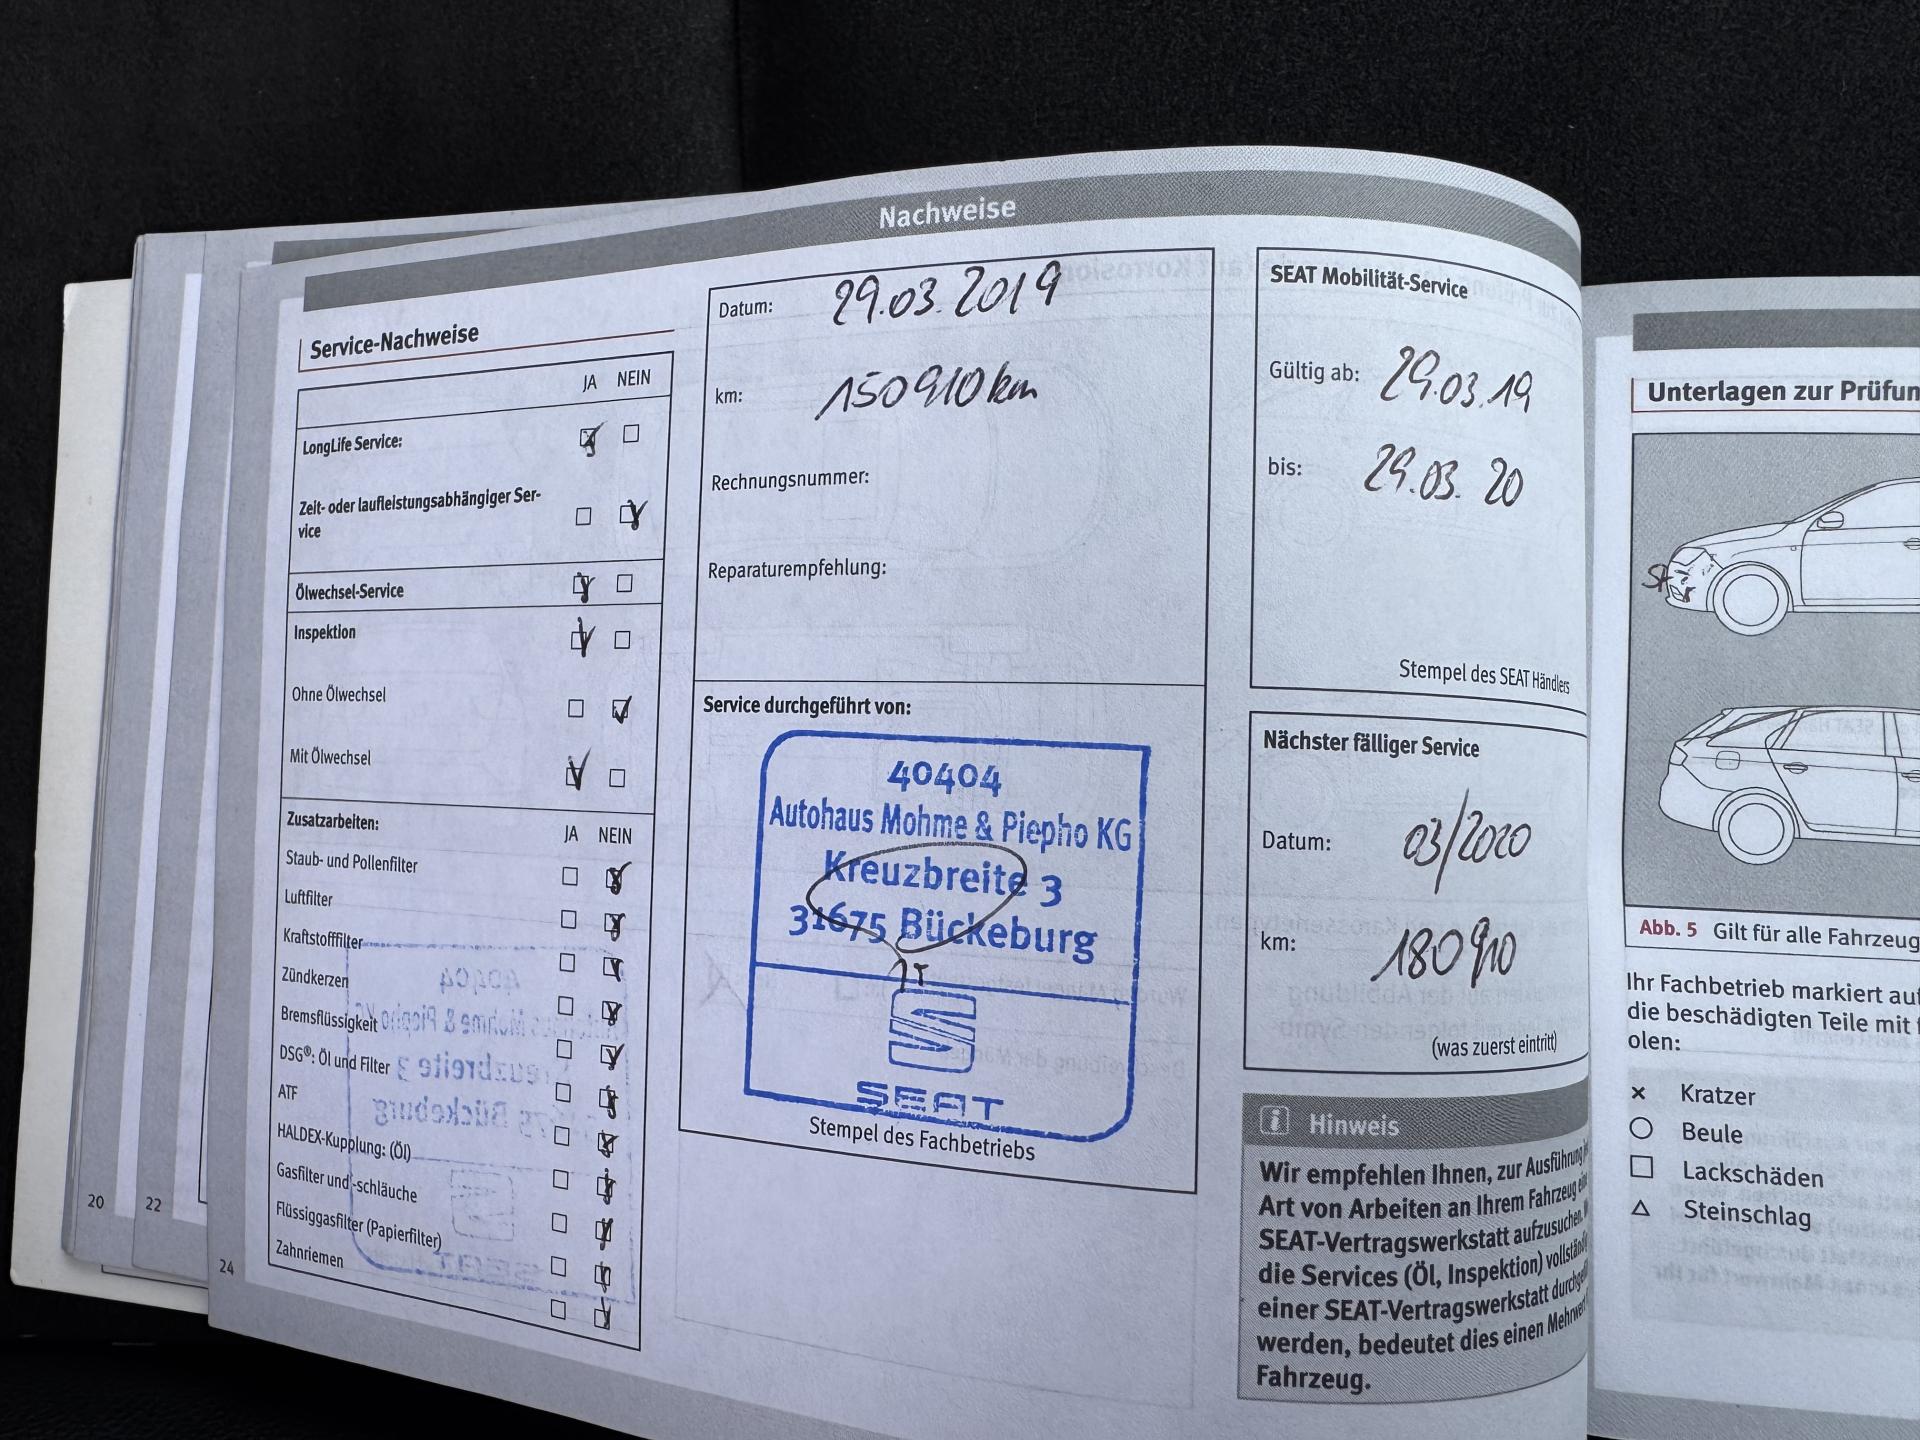 Nachweise
Service-Nachweise
JA NEIN
LongLife Service:
Zeit- oder laufleistungsabhängiger Ser-
vice
Ölwechsel-Service
Inspektion
Ohne Ölwechsel
Mit Ölwechsel
Zusatzarbeiten: JA NEIN
Staub- und Pollenfilter
Luftfilter
Kraftstofffilter
Zündkerzen
Bremsflüssigkeit
DSG®: Öl und Filter
ATF
HALDEX-Kupplung: (Öl)
Gasfilter und -schläuche
Flüssiggasfilter (Papierfilter)
Zahnriemen
20
22
24
Datum: 29.03.2019
km: 150910 km
Rechnungsnummer:
Reparaturempfehlung:
Service durchgeführt von:
40404
Autohaus Mohme & Piepho KG
Kreuzbreite 3
31675 Bückeburg
SEAT
Stempel des Fachbetriebs
SEAT Mobilität-Service
Gültig ab: 29.03.19
bis: 29.03.20
Stempel des SEAT Händlers
Nächster fälliger Service
Datum: 03/2020
km: 180910
(was zuerst eintritt)
Hinweis
Wir empfehlen Ihnen, zur Ausführung
Art von Arbeiten an Ihrem Fahrzeug
SEAT-Vertragswerkstatt aufzusuchen.
die Services (Öl, Inspektion)
einer SEAT-Vertragswerkstatt
werden, bedeutet dies einen Mehrwert
Fahrzeug.
Unterlagen zur Prüfun
Abb. 5 Gilt für alle Fahrzeug
Ihr Fachbetrieb markiert auf
die beschädigten Teile mit f
olen:
× Kratzer
○ Beule
□ Lackschäden
△ Steinschlag